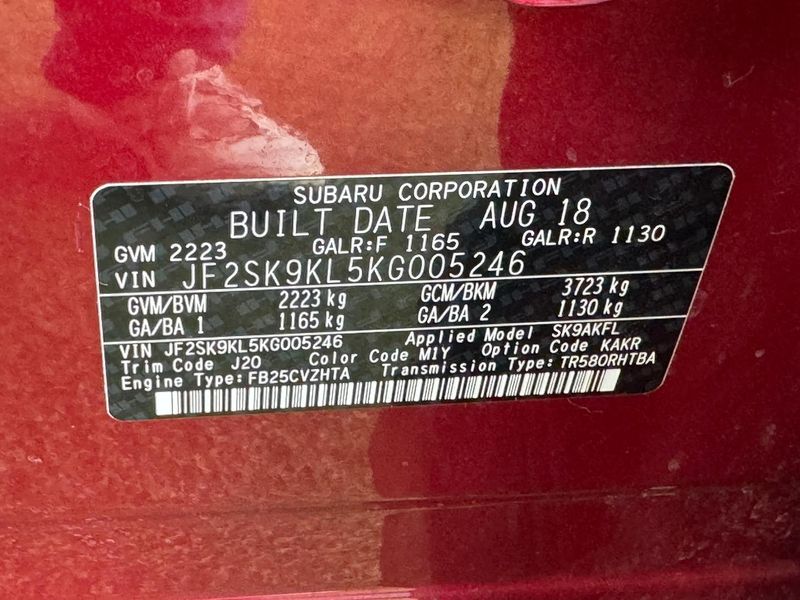 SUBARU CORPORATION
BUILT DATE AUG 18
GVM 2223 GALR:F 1165 GALR:R 1130
VIN JF2SK9KL5KG005246
GVM/BVM 2223 kg GCM/BKM 3723 kg
GA/BA 1 1165 kg GA/BA 2 1130 kg
VIN JF2SK9KL5KG005246 Applied Model SK9AKFL
Trim Code J20 Color Code M1Y Option Code KAKR
Engine Type:FB25CVZHTA Transmission Type:TR580RHTBA